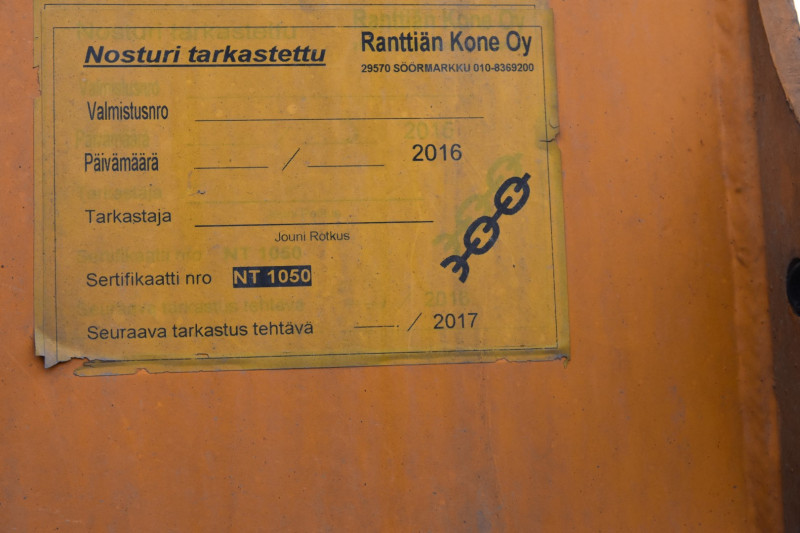 Nosturi tarkastettu
Ranttiän Kone Oy
29570 SÖÖRMARKKU 010-8369200
Valmistusnro
Päivämäärä / 2016
Tarkastaja
Jouni Rotkus
Sertifikaatti nro NT 1050
Seuraava tarkastus tehtävä / 2017